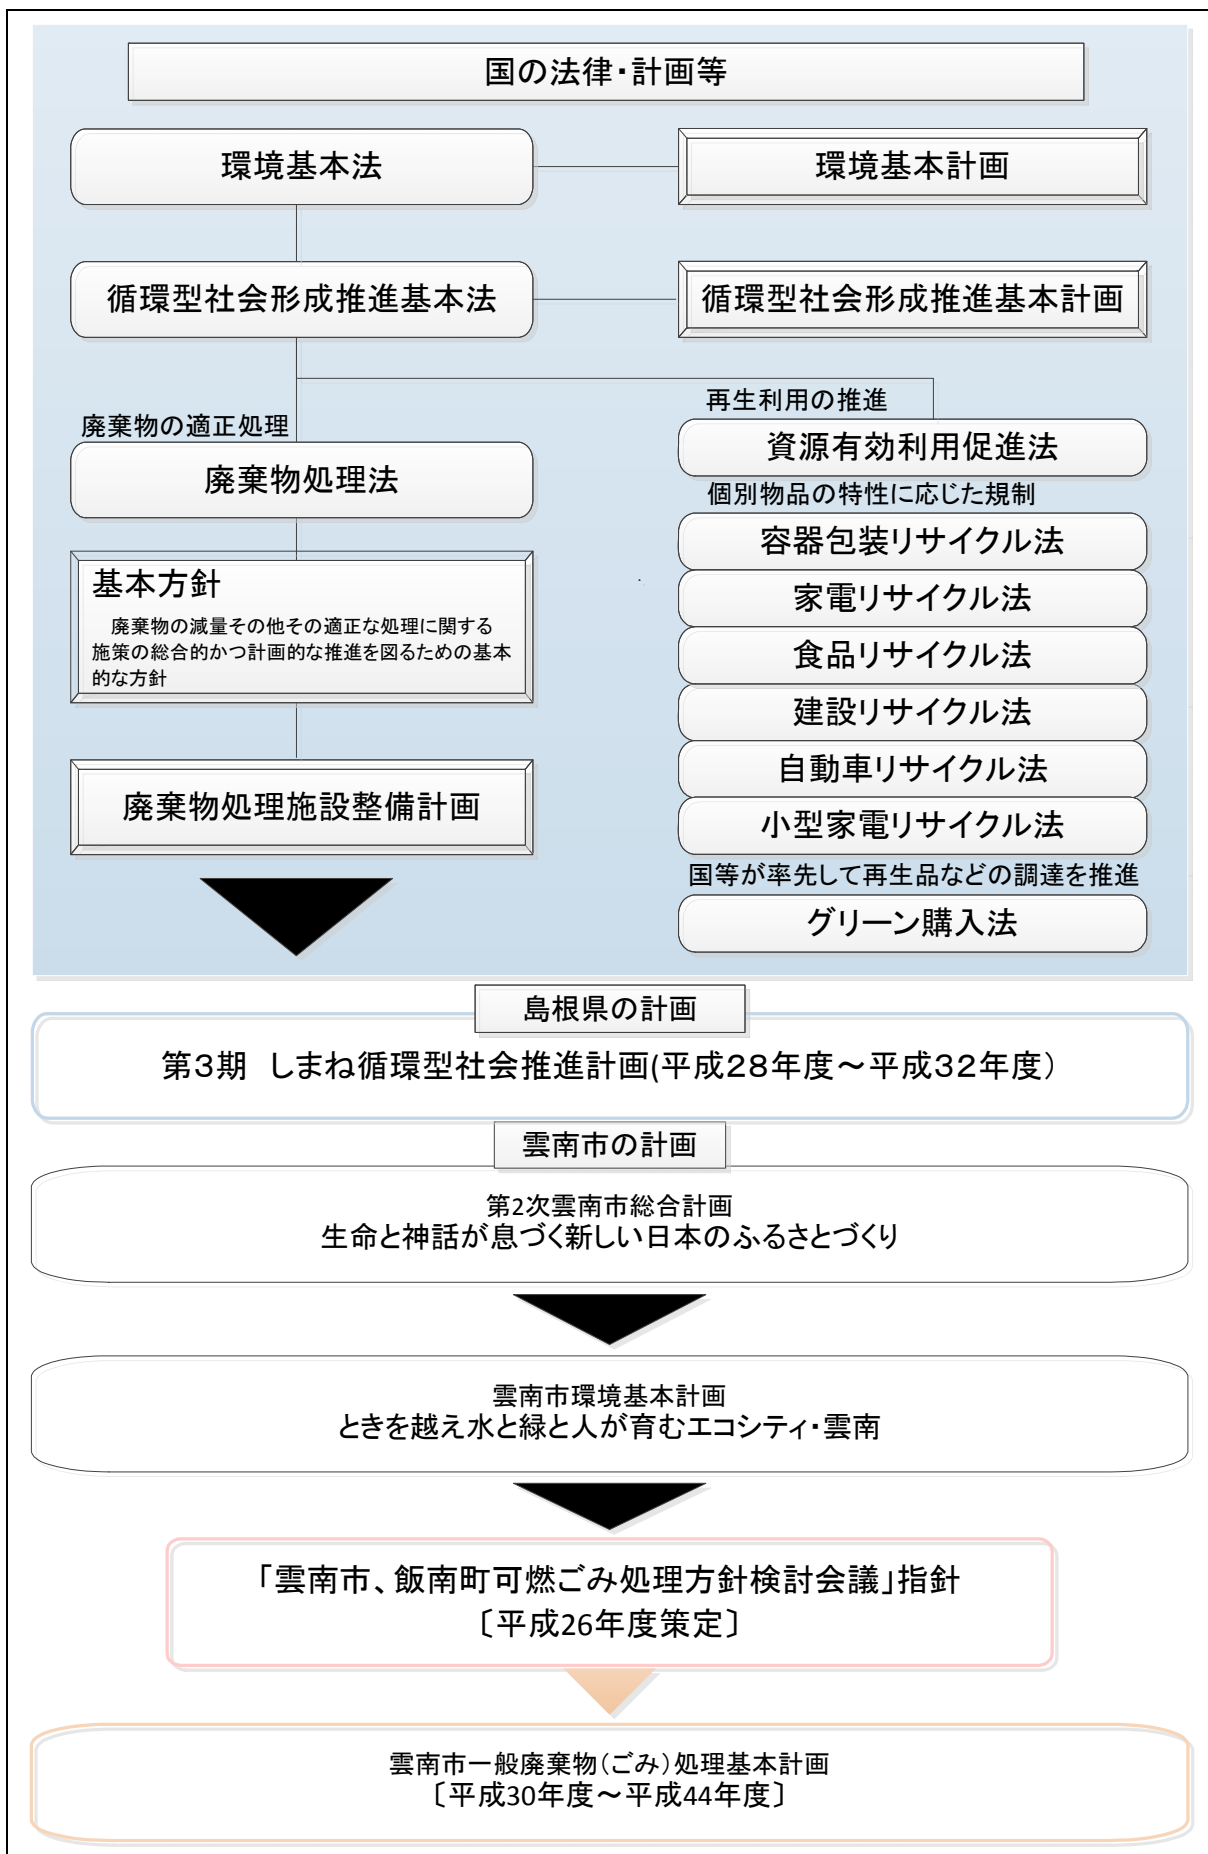 国の法律・計画等
環境基本法
環境基本計画
循環型社会形成推進基本法
循環型社会形成推進基本計画
廃棄物の適正処理
廃棄物処理法
基本方針
廃棄物の減量その他その適正な処理に関する
施策の総合的かつ計画的な推進を図るための基本
的な方針
廃棄物処理施設整備計画
再生利用の推進
資源有効利用促進法
個別物品の特性に応じた規制
容器包装リサイクル法
家電リサイクル法
食品リサイクル法
建設リサイクル法
自動車リサイクル法
小型家電リサイクル法
国等が率先して再生品などの調達を推進
グリーン購入法
島根県の計画
第3期　しまね循環型社会推進計画(平成28年度～平成32年度）
雲南市の計画
第2次雲南市総合計画
生命と神話が息づく新しい日本のふるさとづくり
雲南市環境基本計画
ときを越え水と緑と人が育むエコシティ・雲南
「雲南市、飯南町可燃ごみ処理方針検討会議」指針
〔平成26年度策定〕
雲南市一般廃棄物（ごみ）処理基本計画
〔平成30年度～平成44年度〕